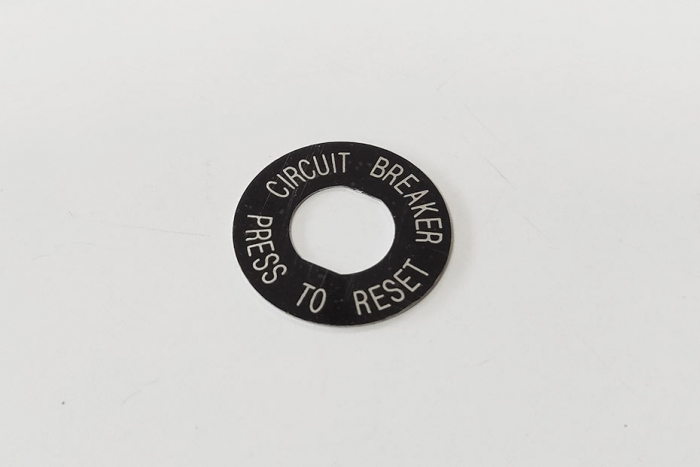 CIRCUIT BREAKER
PRESS TO RESET